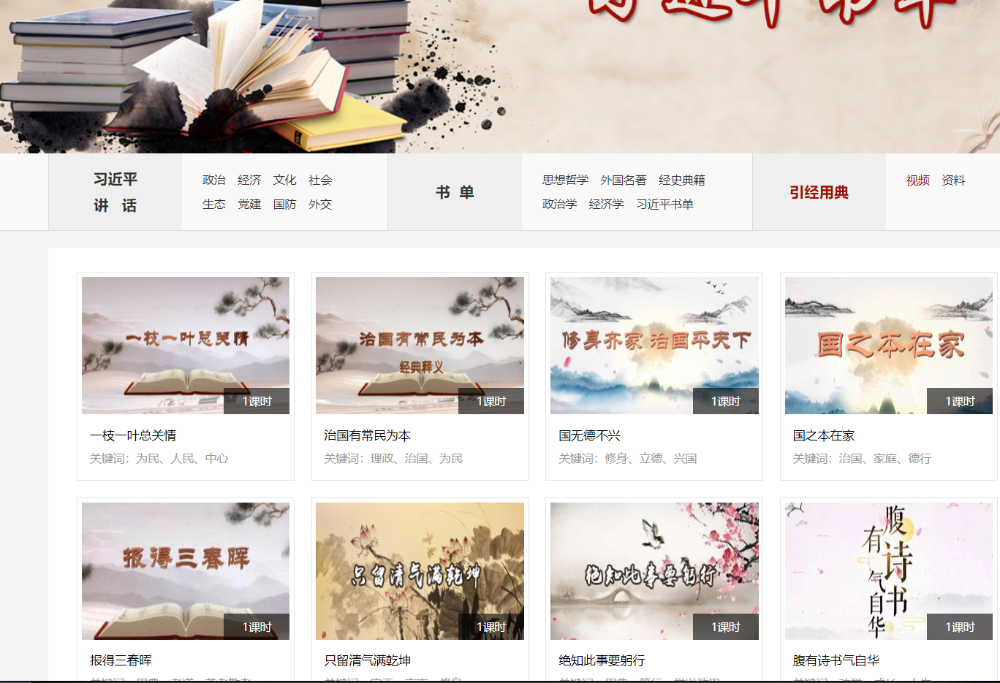 习近平书单
习近平
讲 话
政治 经济 文化 社会
生态 党建 国防 外交
书 单
思想哲学 外国名著 经史典籍
政治学 经济学 习近平书单
引经用典
视频 资料
一枝一叶总关情
1课时
一枝一叶总关情
关键词：为民、人民、中心
治国有常民为本
经典释义
1课时
治国有常民为本
关键词：理政、治国、为民
修身齐家 治国平天下
1课时
国无德不兴
关键词：修身、立德、兴国
国之本在家
1课时
国之本在家
关键词：治国、家庭、德行
报得三春晖
1课时
报得三春晖
只留清气满乾坤
1课时
只留清气满乾坤
绝知此事要躬行
1课时
绝知此事要躬行
腹有诗书气自华
1课时
腹有诗书气自华